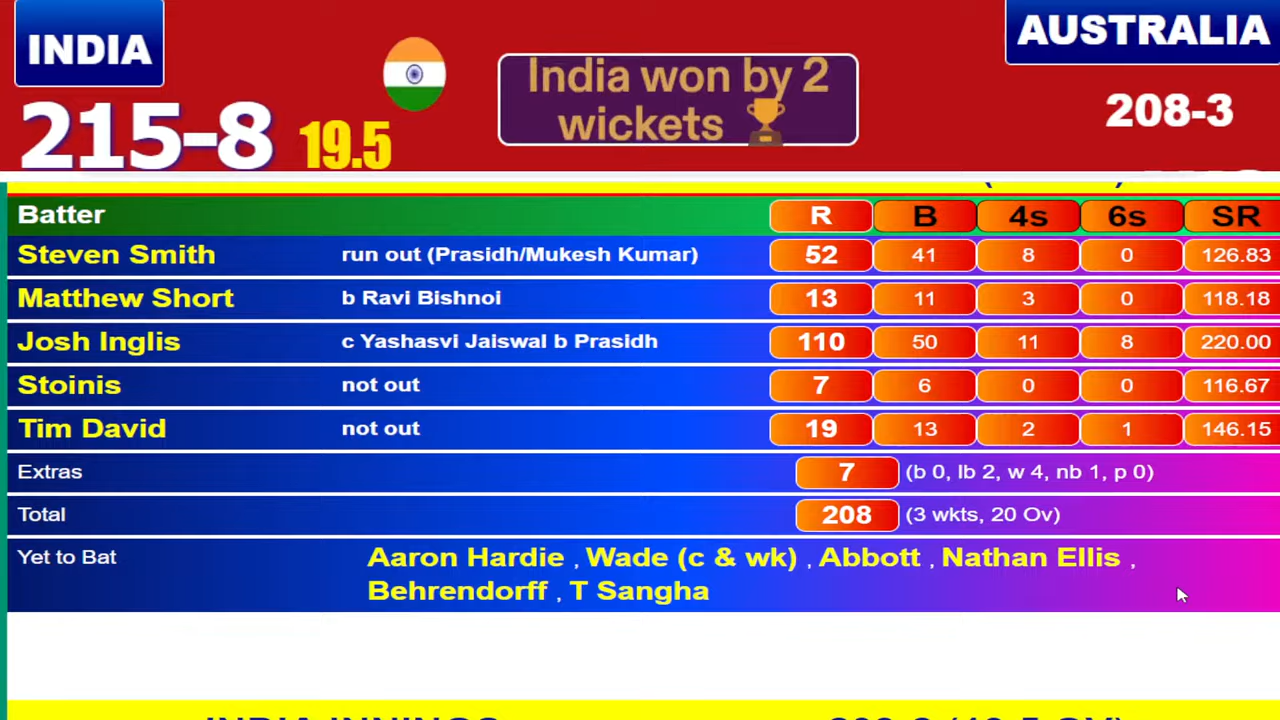 INDIA
AUSTRALIA
India won by 2
wickets
215-8 19.5
208-3
Batter R B 4s 6s SR
Steven Smith run out (Prasidh/Mukesh Kumar) 52 41 8 0 126.83
Matthew Short b Ravi Bishnoi 13 11 3 0 118.18
Josh Inglis c Yashasvi Jaiswal b Prasidh 110 50 11 8 220.00
Stoinis not out 7 6 0 0 116.67
Tim David not out 19 13 2 1 146.15
Extras 7 (b 0, lb 2, w 4, nb 1, p 0)
Total 208 (3 wkts, 20 Ov)
Yet to Bat Aaron Hardie , Wade (c & wk) , Abbott , Nathan Ellis ,
Behrendorff , T Sangha
INDIA INNINGS